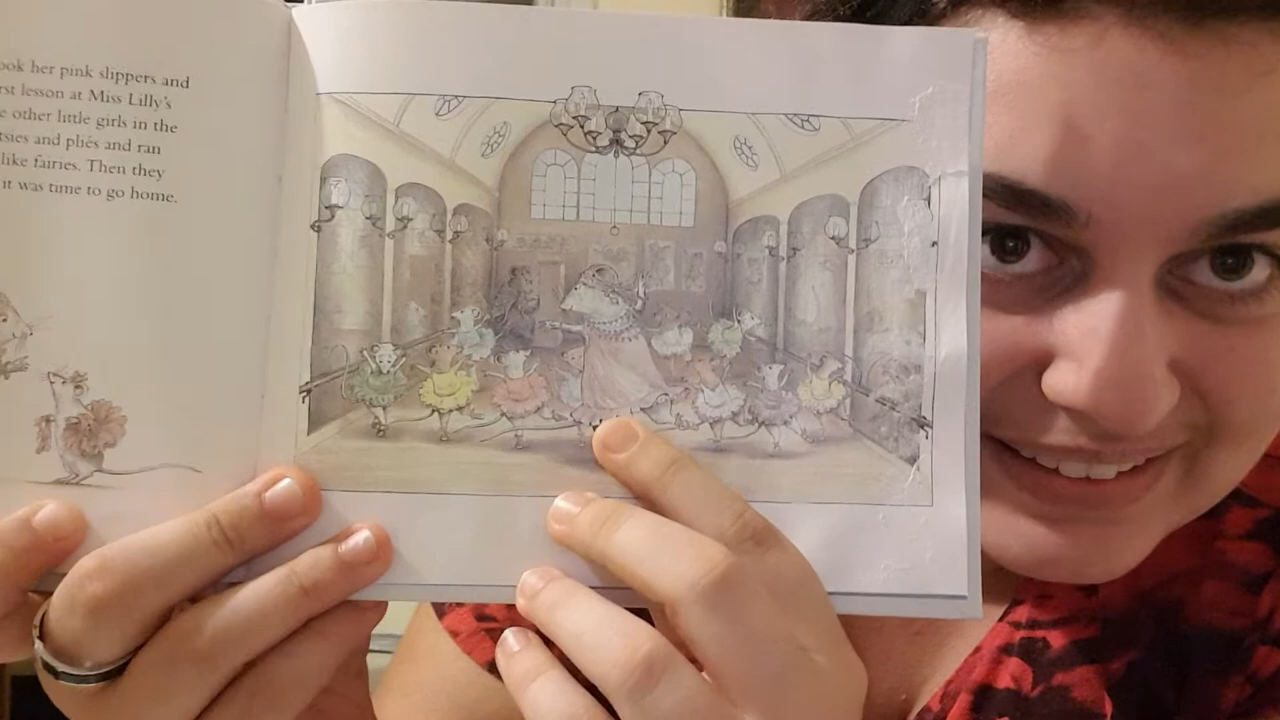 ook her pink slippers and
rst lesson at Miss Lilly's
e other little girls in the
tsies and pliés and ran
like fairies. Then they
it was time to go home.